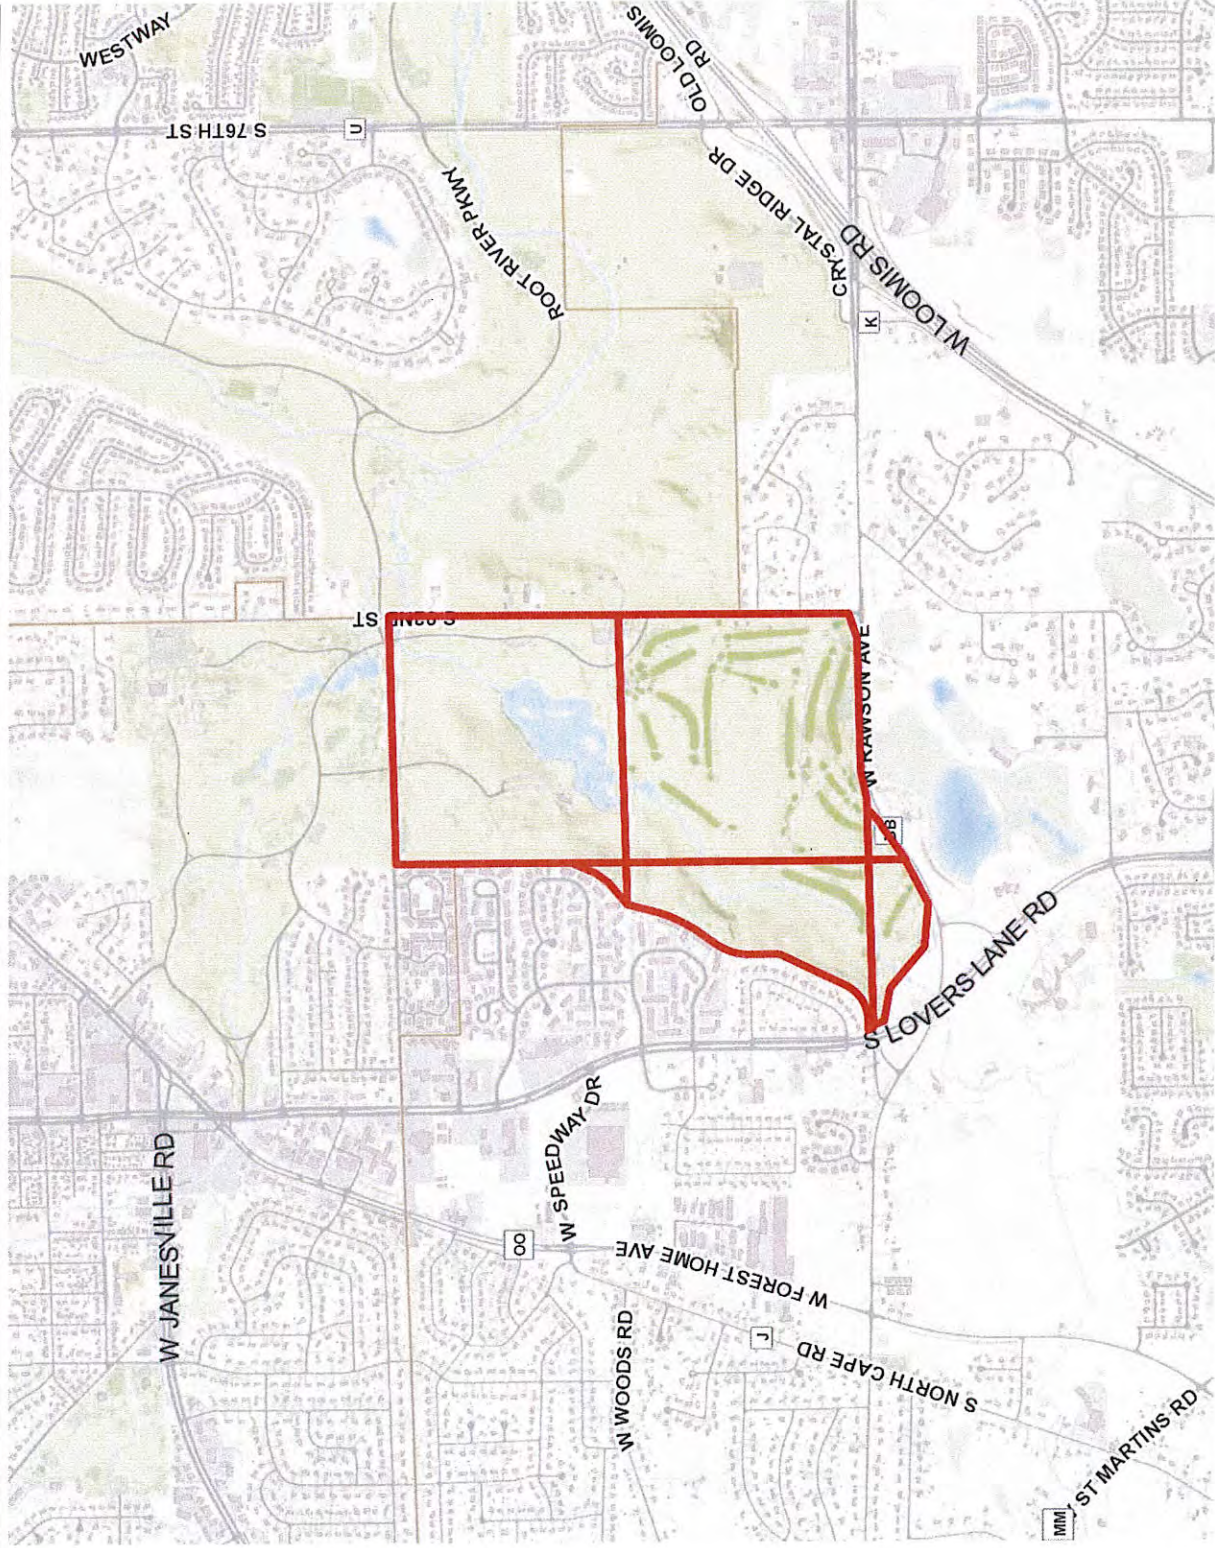 WESTWAY
S 76TH ST
U
OLD LOOMIS
RD
ROOT RIVER PKWY
CRYSTAL RIDGE DR
W LOOMIS RD
K
ST
W RAWSON AVE
S LOVERS LANE RD
W JANESVILLE RD
W SPEEDWAY DR
OO
W FOREST HOME AVE
W WOODS RD
J
S NORTH CAPE RD
MM
ST MARTINS RD